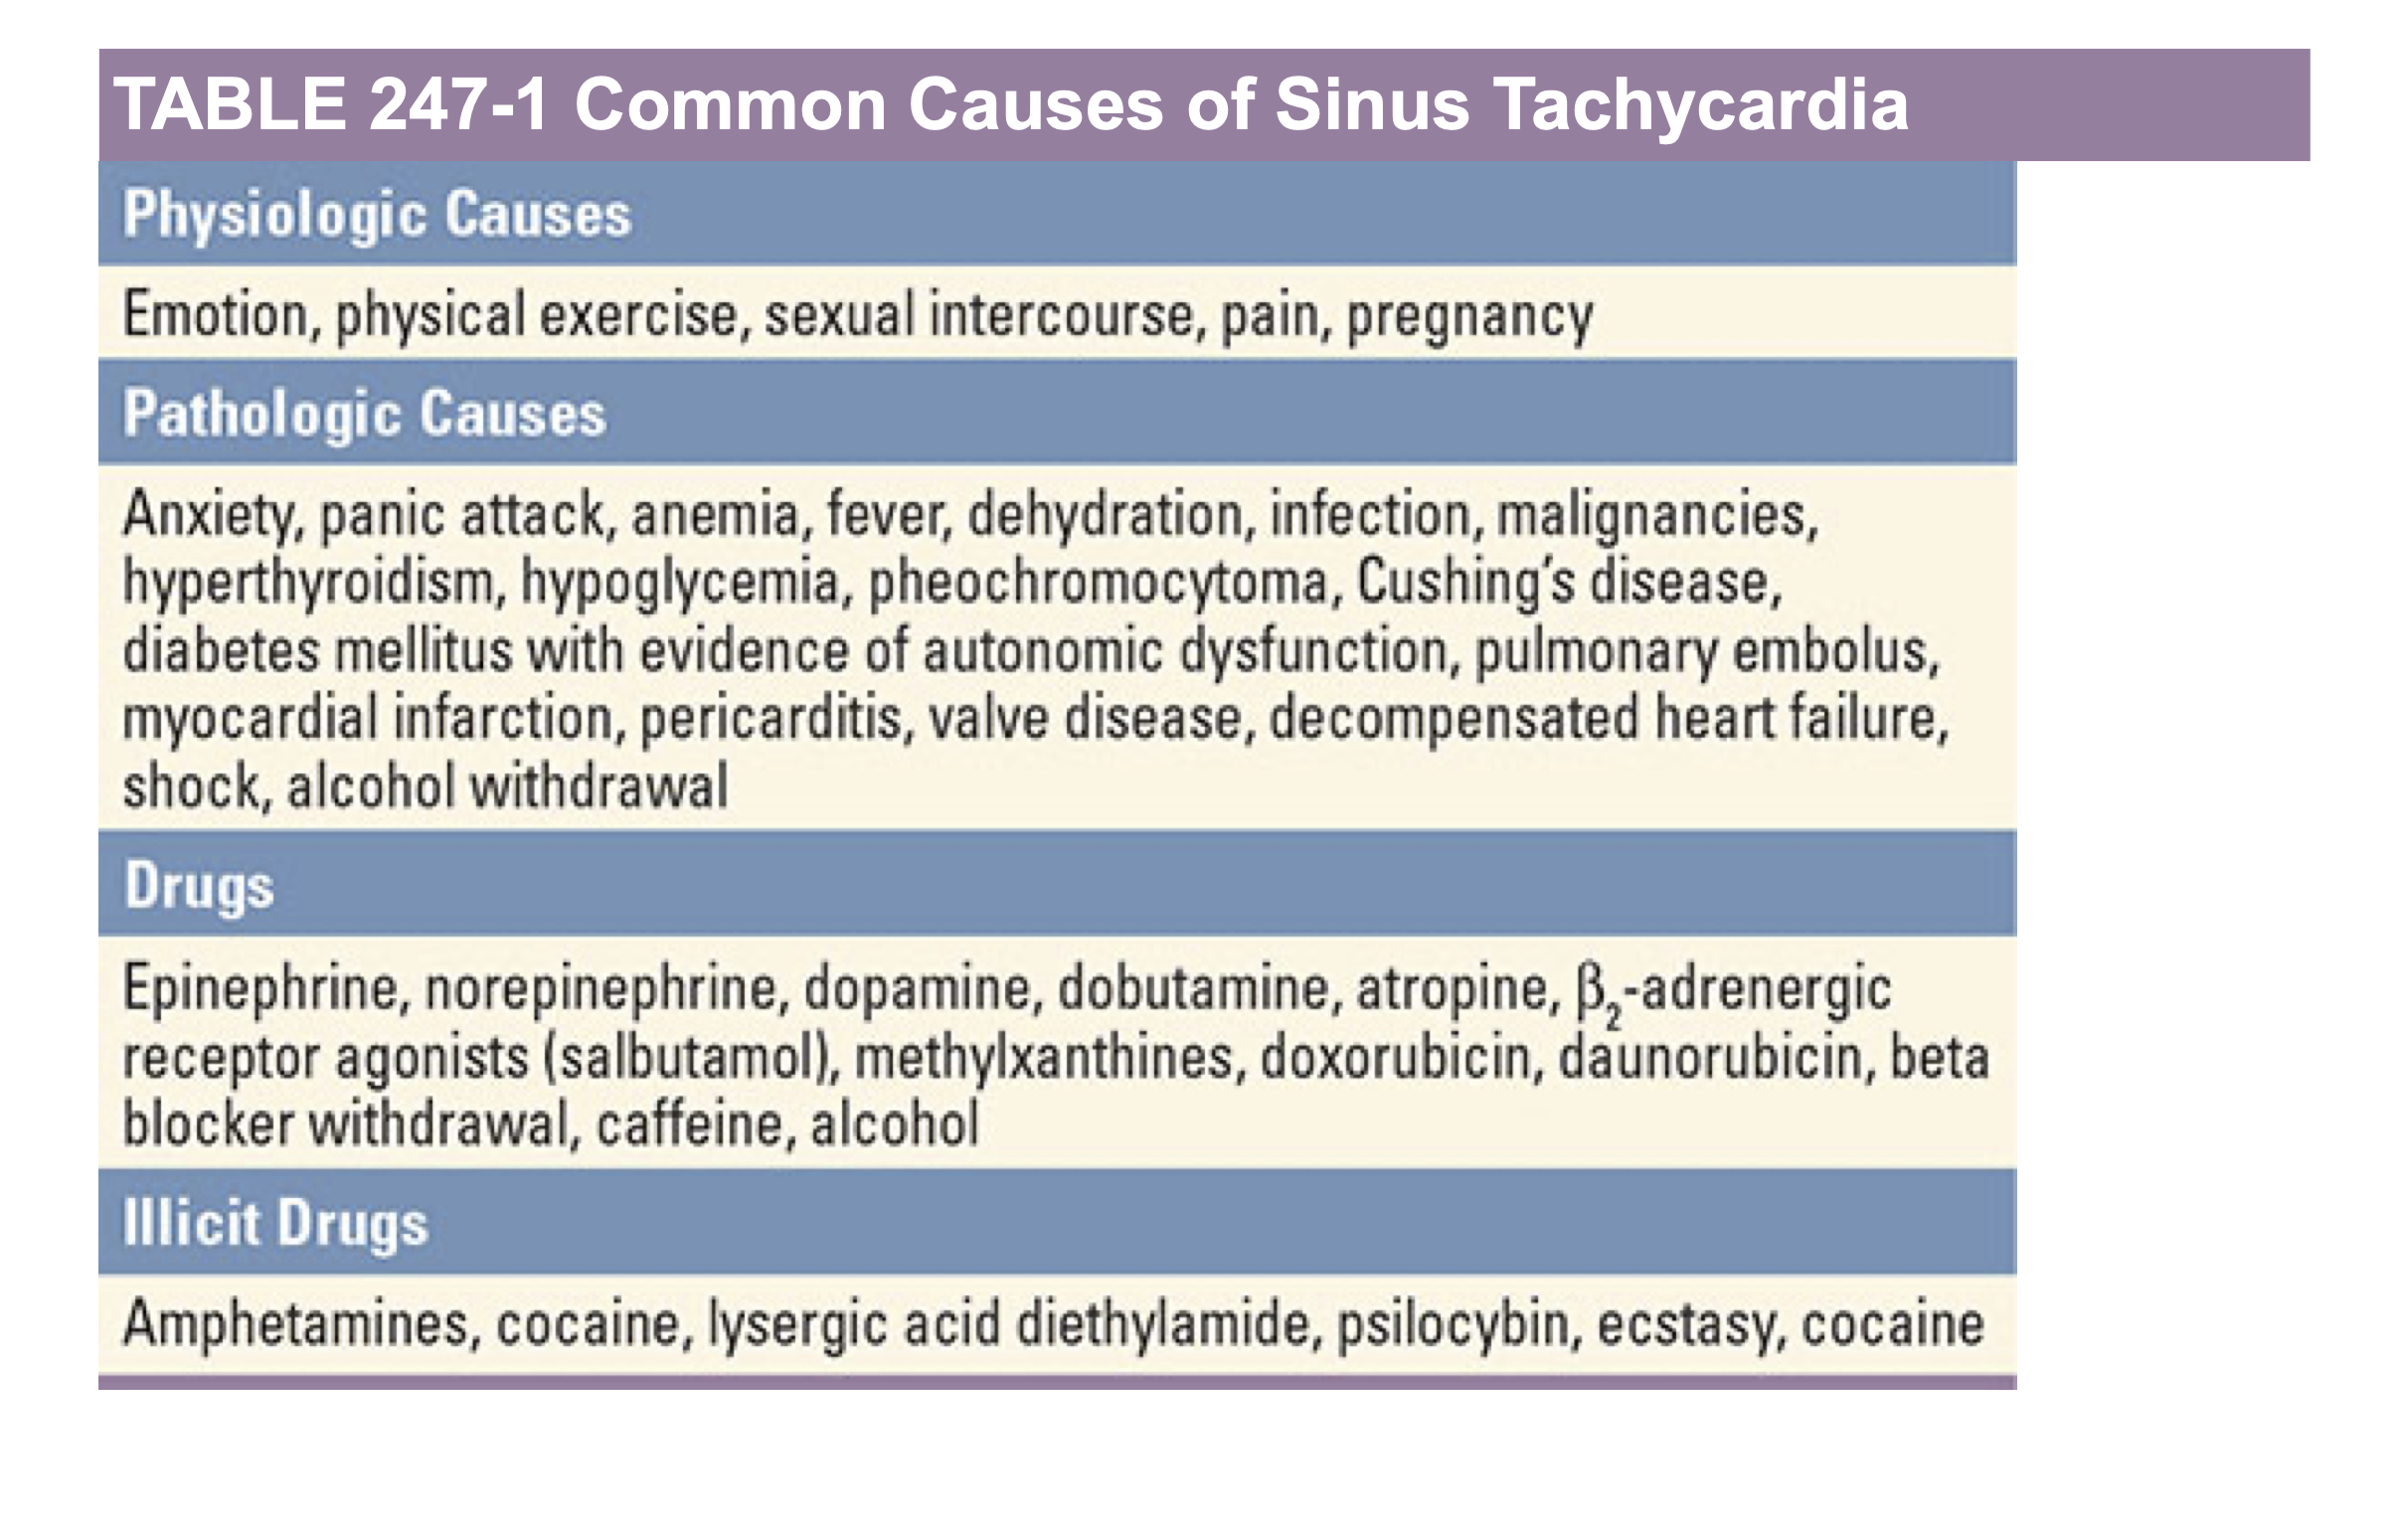 TABLE 247-1 Common Causes of Sinus Tachycardia
Physiologic Causes
Emotion, physical exercise, sexual intercourse, pain, pregnancy
Pathologic Causes
Anxiety, panic attack, anemia, fever, dehydration, infection, malignancies,
hyperthyroidism, hypoglycemia, pheochromocytoma, Cushing’s disease,
diabetes mellitus with evidence of autonomic dysfunction, pulmonary embolus,
myocardial infarction, pericarditis, valve disease, decompensated heart failure,
shock, alcohol withdrawal
Drugs
Epinephrine, norepinephrine, dopamine, dobutamine, atropine, β₂-adrenergic
receptor agonists (salbutamol), methylxanthines, doxorubicin, daunorubicin, beta
blocker withdrawal, caffeine, alcohol
Illicit Drugs
Amphetamines, cocaine, lysergic acid diethylamide, psilocybin, ecstasy, cocaine